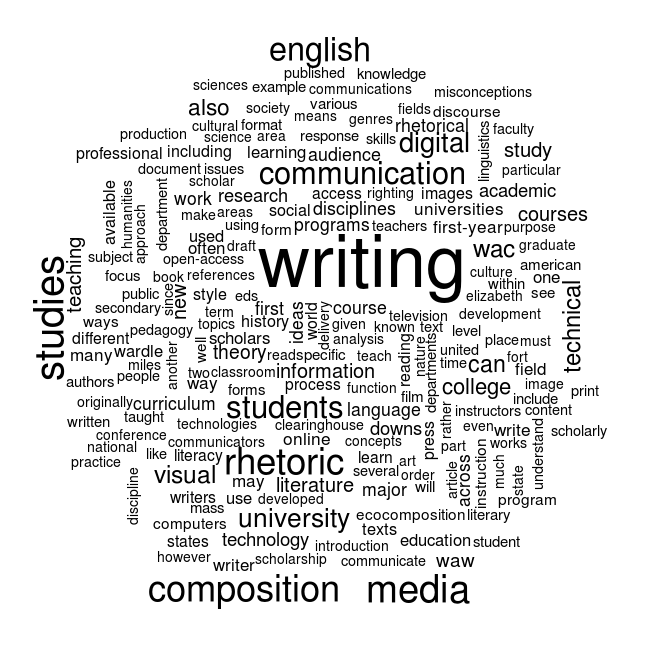 english
published knowledge
sciences example communications misconceptions
also society means various genres fields discourse
production cultural format science area response skills rhetorical digital linguistics faculty
professional including learning audience study
document issues scholar communication particular
available humanities approach department work research access righting images academic
make areas social disciplines universities courses
using form programs teachers first-year purpose
studies teaching subject used often draft writing wac graduate
open-access culture american
focus book references within one
public since new style eds elizabeth see technical
secondary term first ideas world delivery course television development
ways topics history given known text level
different pedagogy well scholars analysis reading nature departments place must
many wardle another theory read specific teach united fort
miles two classroom information time can field
authors people way forms process function college image print
originally curriculum students language film rather instructors include content
written taught technologies clearinghouse downs press even write scholarly
conference communicators online concepts part works
national like literacy rhetoric learn art across instruction much state understand
practice visual several order article
discipline may literature major will program
writers use developed
mass university ecocomposition literary
computers texts
states technology introduction education student
however writer scholarship communicate waw
composition media